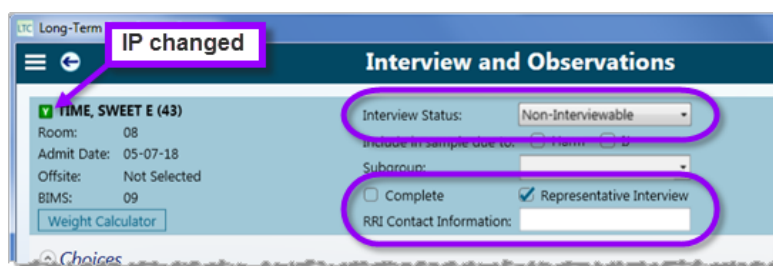 LTC Long-Term
IP changed
Interview and Observations
Y TIME, SWEET E (43)
Room: 08
Admit Date: 05-07-18
Offsite: Not Selected
BIMS: 09
Weight Calculator
Interview Status: Non-Interviewable
Include in sample due to: Harm IJ
Subgroup:
Complete Representative Interview
RRI Contact Information:
Choices